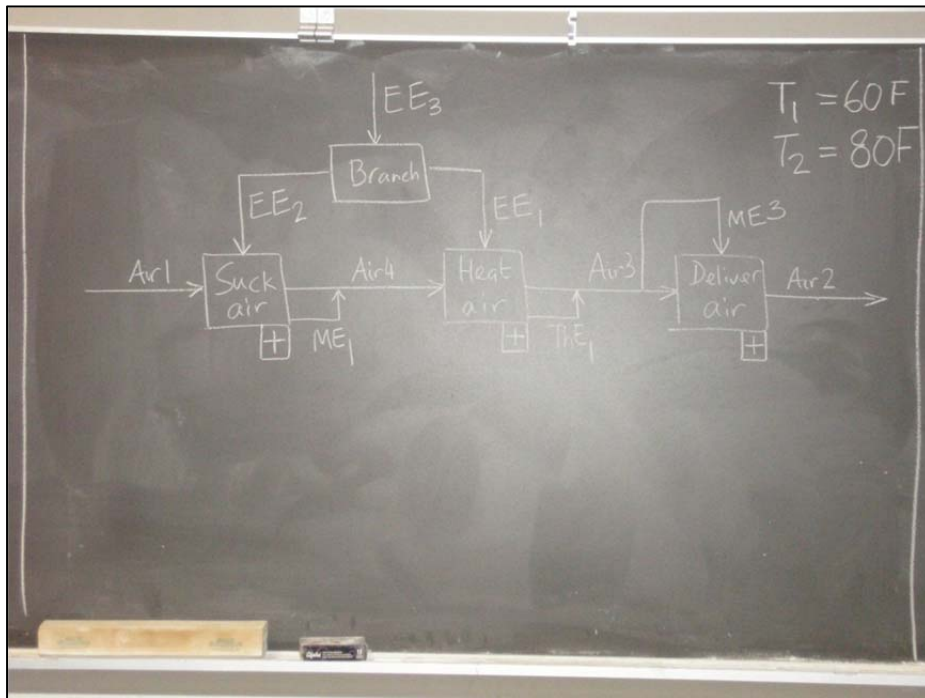 EE3
T1 = 60F
T2 = 80F
Branch
EE2
EE1
ME3
Air1
Suck
air
Air4
Heat
air
Air3
Deliver
air
Air2
+
ME1
+
ThE1
+